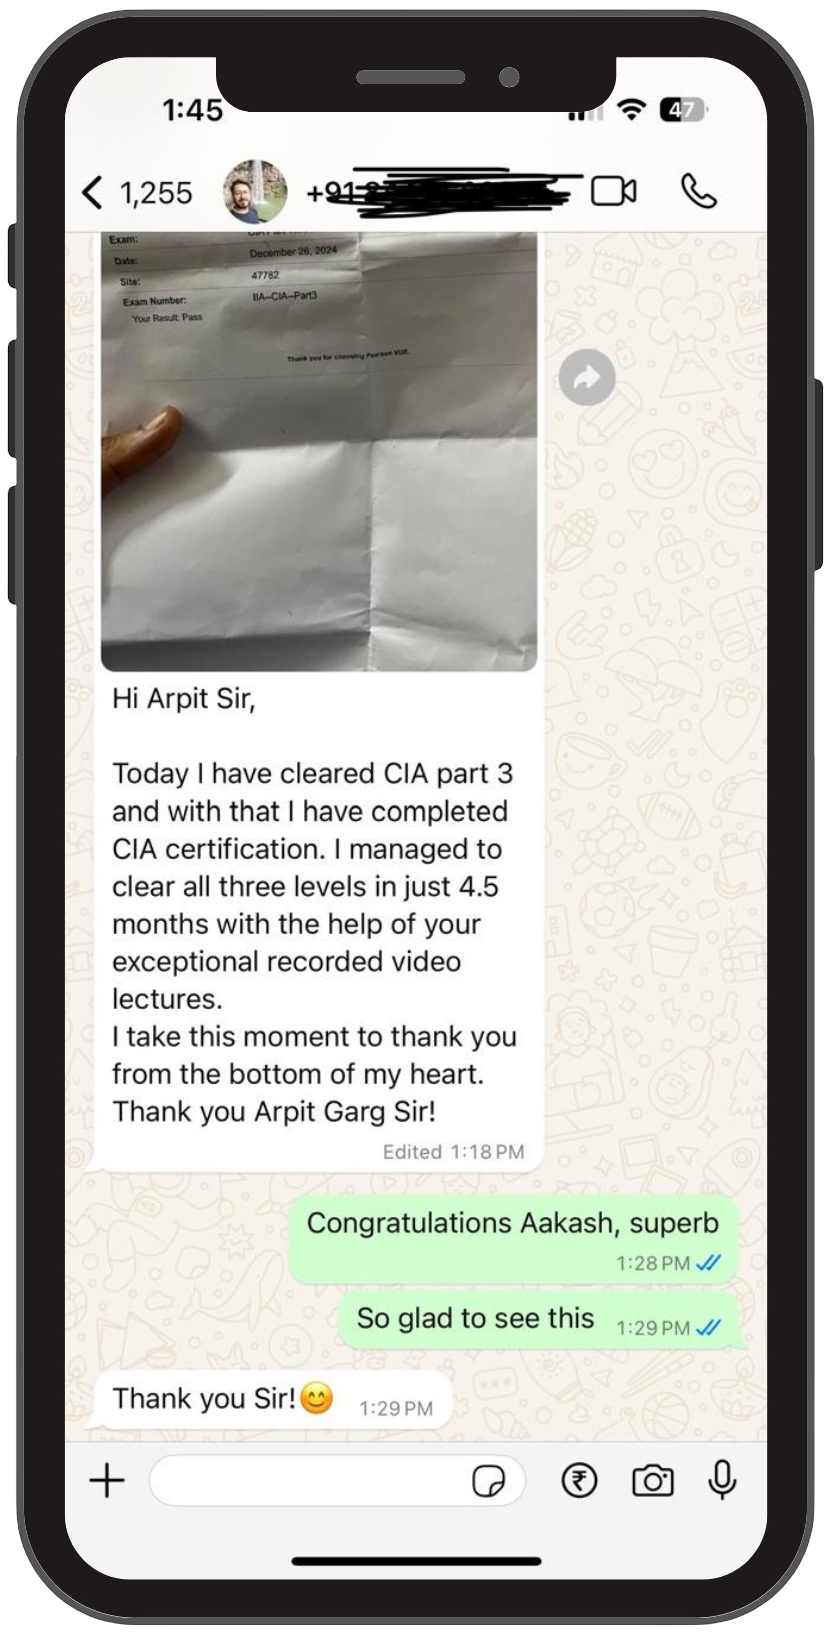 1:45
47
1,255
+91
Exam:
Date: December 26, 2024
Site: 47782
Exam Number: IIA-CIA-Part3
Your Result: Pass
Thank you for choosing Pearson VUE.
Hi Arpit Sir,
Today I have cleared CIA part 3
and with that I have completed
CIA certification. I managed to
clear all three levels in just 4.5
months with the help of your
exceptional recorded video
lectures.
I take this moment to thank you
from the bottom of my heart.
Thank you Arpit Garg Sir!
Edited 1:18 PM
Congratulations Aakash, superb
1:28 PM
So glad to see this 1:29 PM
Thank you Sir!😊 1:29 PM
₹